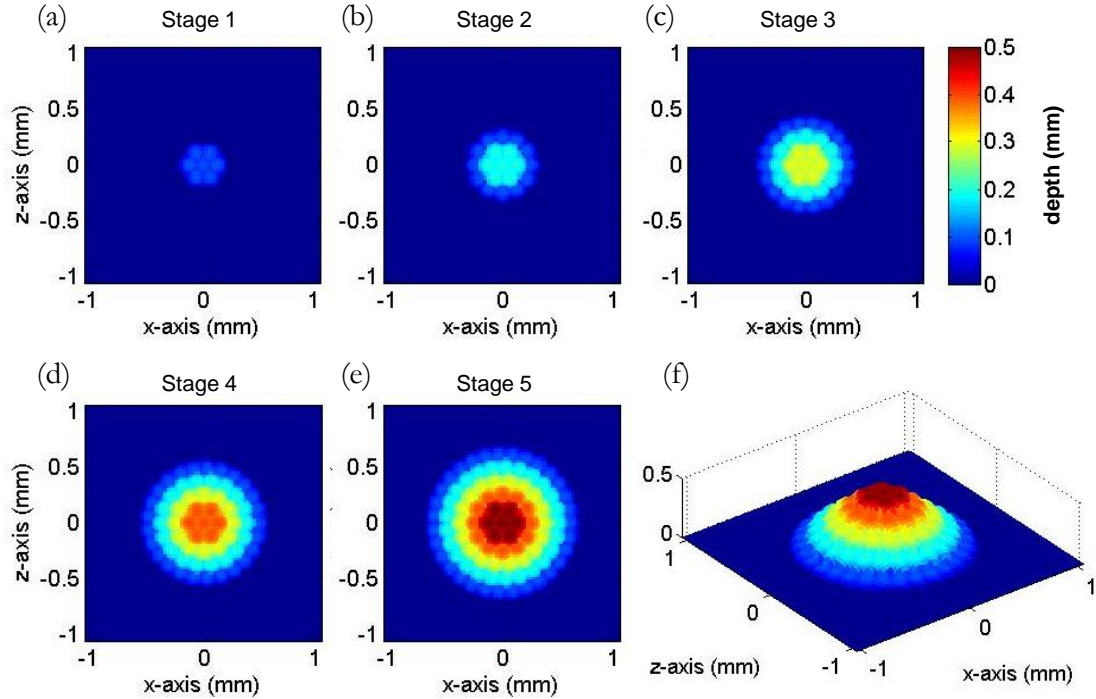 (a) Stage 1
(b) Stage 2
(c) Stage 3
1
0.5
0
-0.5
-1
z-axis (mm)
-1 0 1
x-axis (mm)
1
0.5
0
-0.5
-1
-1 0 1
x-axis (mm)
1
0.5
0
-0.5
-1
-1 0 1
x-axis (mm)
0.5
0.4
0.3
0.2
0.1
0
depth (mm)
(d) Stage 4
(e) Stage 5
(f)
1
0.5
0
-0.5
-1
z-axis (mm)
-1 0 1
x-axis (mm)
1
0.5
0
-0.5
-1
-1 0 1
x-axis (mm)
0.5
0
1
0
-1
z-axis (mm)
-1
0
1
x-axis (mm)